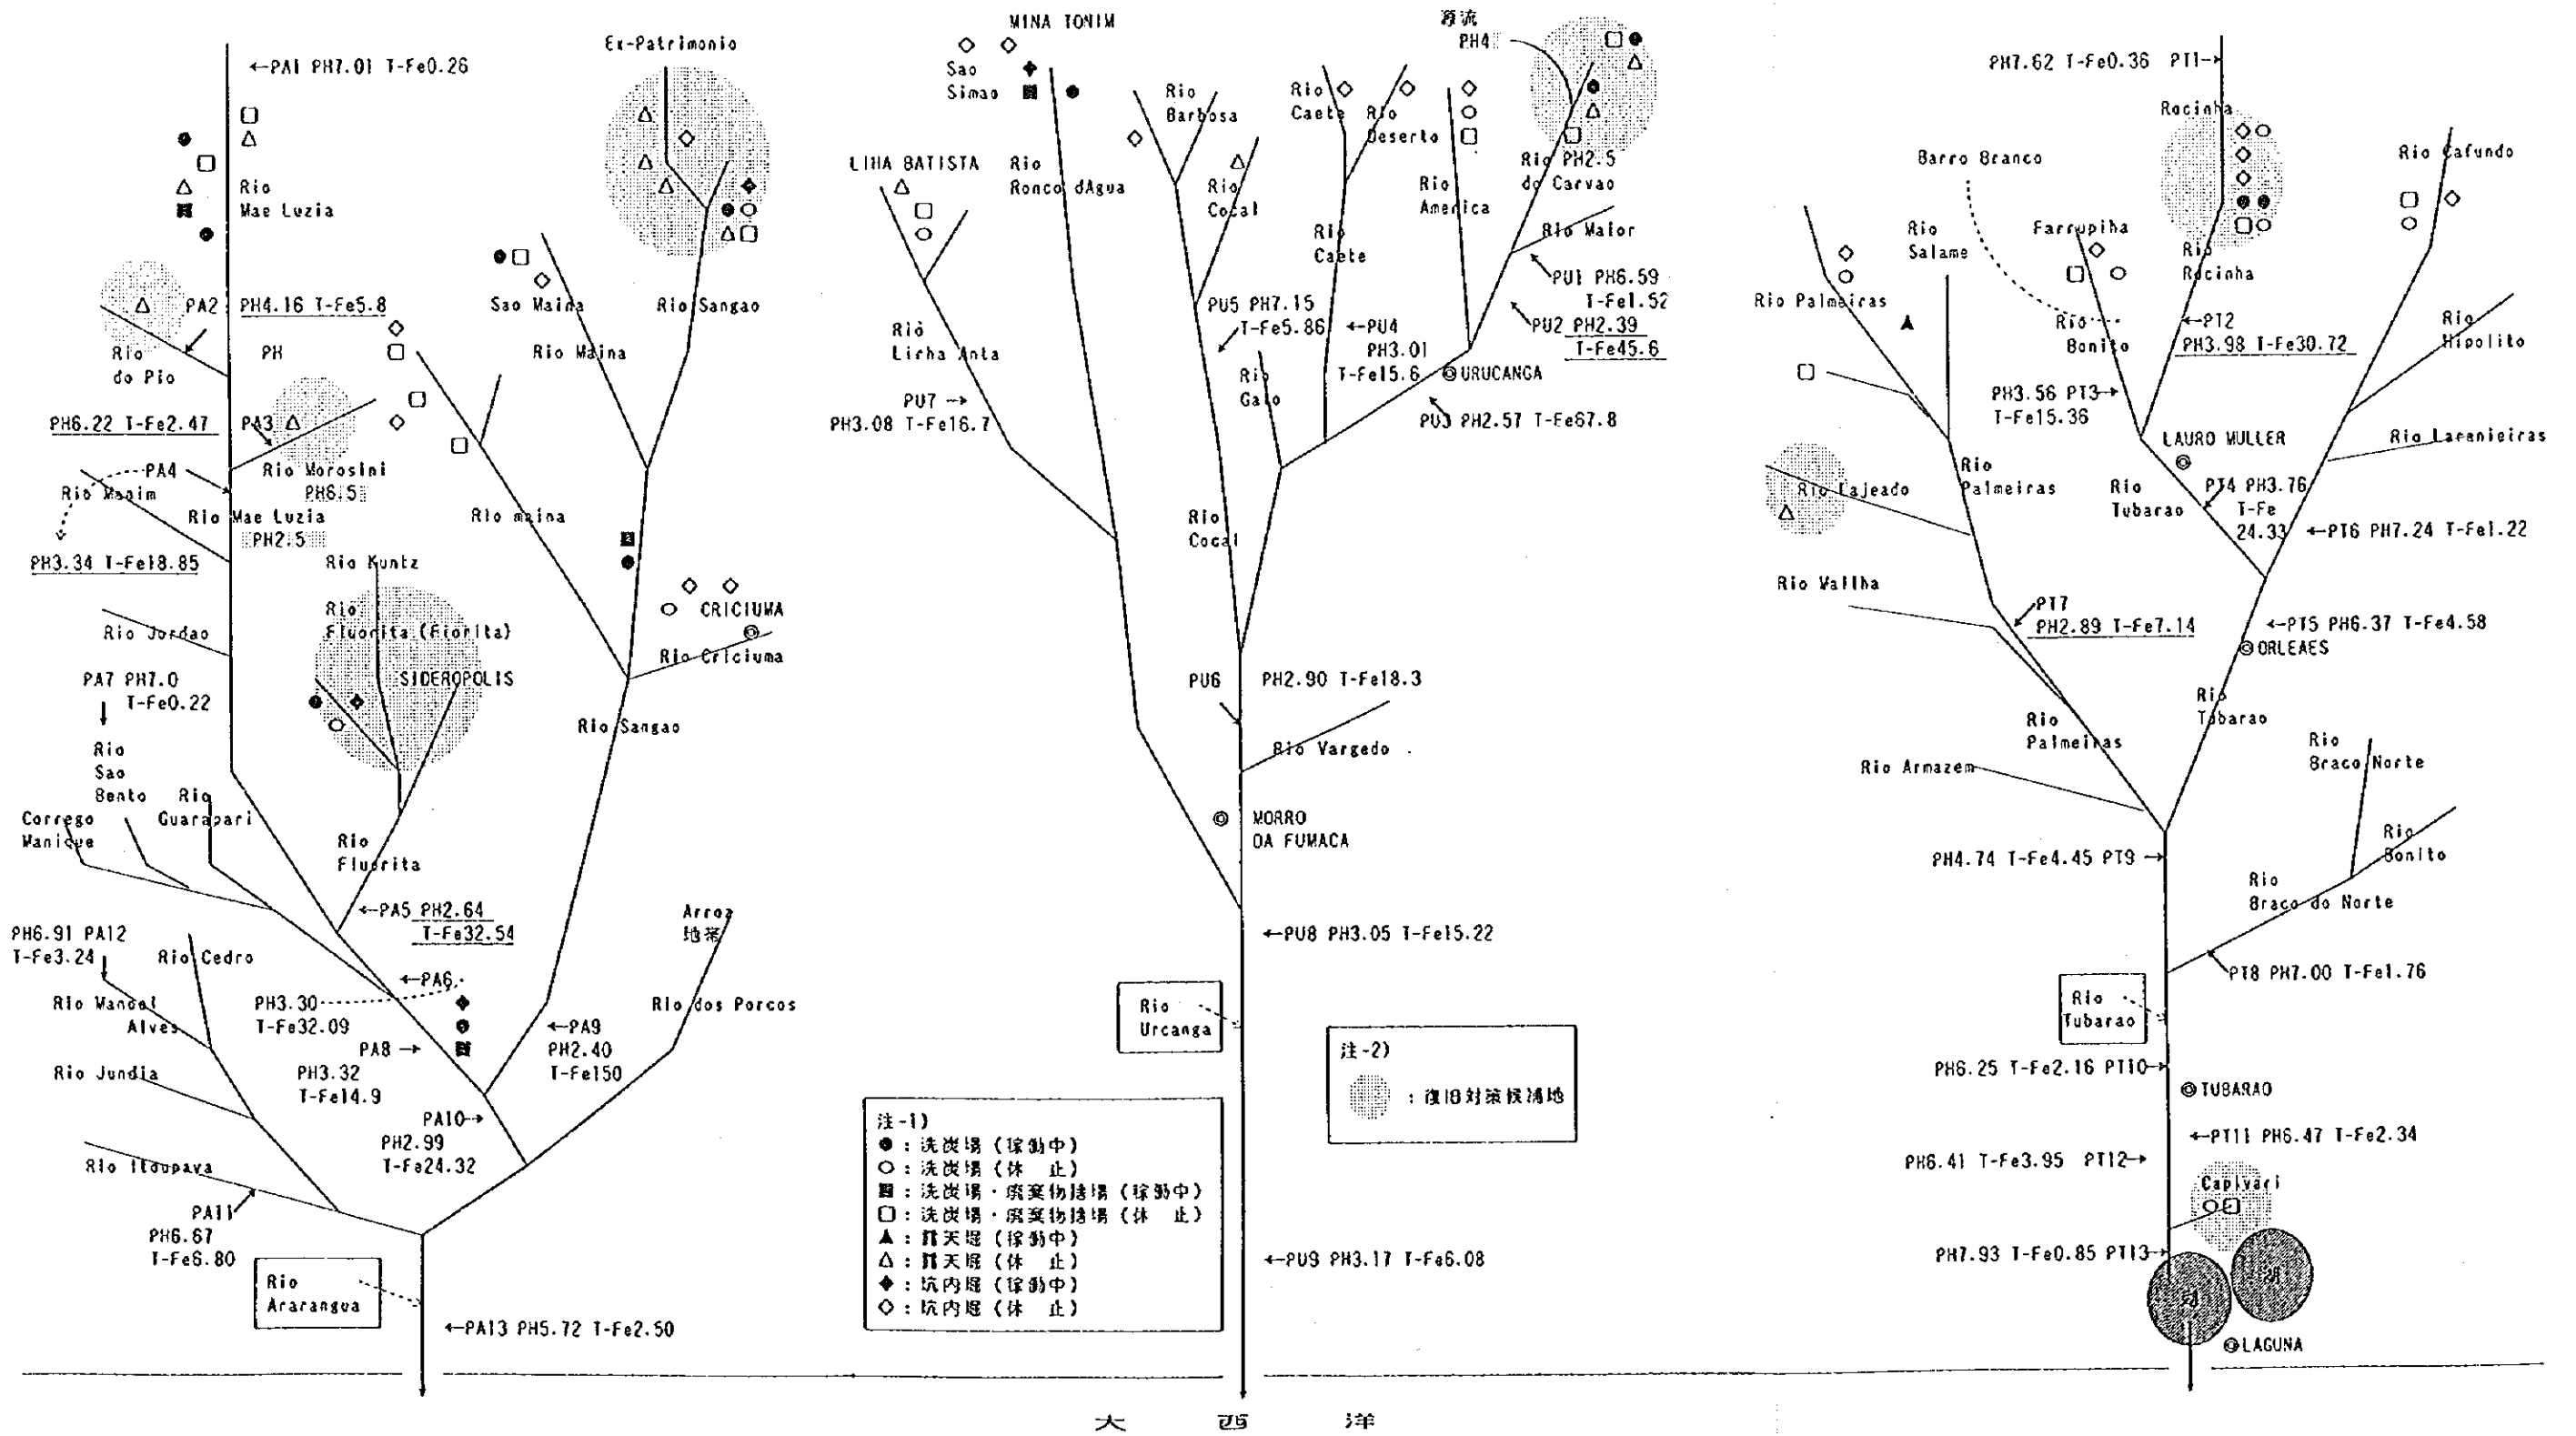 ←PA1 PH7.01 T-Fe0.26
Rio
Mae Luzia
PA2
PH4.16 T-Fe5.8
Rio
do Pio
PH
PH6.22 T-Fe2.47
PA3
PA4
Rio Morosini
PH6.5
Rio Manim
Rio Mae Luzia
PH2.5
PH3.34 T-Fe18.85
Rio Jordao
PA7 PH7.0
T-Fe0.22
Rio
Sao
Bento
Rio
Guarapari
Corrego
Manique
Rio Kuntz
Rio
Fluorita (Fiorita)
SIDEROPOLIS
Rio
Fluorita
←PA5 PH2.64
T-Fe32.54
PH6.91 PA12
T-Fe3.24
Rio Cedro
←PA6
PH3.30
T-Fe32.09
Rio Manoel
Alves
PA8→
PH3.32
T-Fe14.9
Rio Jundia
PA10→
PH2.99
T-Fe24.32
Rio Itoupava
PA11
PH6.67
T-Fe6.80
Rio
Ararangua
←PA13 PH5.72 T-Fe2.50
Ex-Patrimonio
Sao Maina
Rio Sangao
Rio Maina
Rio maina
CRICIUMA
Rio Criciuma
Rio Sangao
Arroz
地帯
Rio dos Porcos
←PA9
PH2.40
T-Fe150
MINA TONIM
Sao
Simao
LIHA BATISTA
Rio
Ronco dAgua
Rio
Barbosa
Rio
Cocal
Rio
Caete
Rio
Deserto
源流
PH4
Rio PH2.5
do Carvao
Rio
America
Rio Maior
Rio
Caete
PU1 PH6.59
T-Fe1.52
PU2 PH2.39
T-Fe45.6
PU5 PH7.15
T-Fe5.86
←PU4
PH3.01
T-Fe15.6
Rio
Linha Anta
Rio
Galo
URUCANGA
PU7→
PH3.08 T-Fe16.7
PU3 PH2.57 T-Fe67.8
Rio
Cocal
PU6
PH2.90 T-Fe18.3
Rio Vargedo
MORRO
DA FUMACA
←PU8 PH3.05 T-Fe15.22
Rio
Urcanga
←PU9 PH3.17 T-Fe6.08
注-1)
●:洗炭場(稼動中)
○:洗炭場(休 止)
■:洗炭場・廃棄物捨場(稼動中)
□:洗炭場・廃棄物捨場(休 止)
▲:露天掘(稼動中)
△:露天掘(休 止)
◆:坑内掘(稼動中)
◇:坑内掘(休 止)
注-2)
:復旧対策候補地
PH7.62 T-Fe0.36 PT1→
Rocinha
Barro Branco
Rio Cafundo
Rio
Salame
Farrupiha
Rio
Rocinha
Rio Palmeiras
Rio
Bonito
←PT2
PH3.98 T-Fe30.72
Rio
Hipolito
PH3.56 PT3→
T-Fe15.36
LAURO MULLER
Rio Laranjeiras
Rio
Palmeiras
Rio Lajeado
Rio
Tubarao
PT4 PH3.76
T-Fe
24.33
←PT6 PH7.24 T-Fe1.22
Rio Mailha
PT7
PH2.89 T-Fe7.14
←PT5 PH6.37 T-Fe4.58
ORLEAES
Rio
Tubarao
Rio
Palmeiras
Rio Armazem
Rio
Braco Norte
Rio
Bonito
PH4.74 T-Fe4.45 PT9→
Rio
Braco do Norte
PT8 PH7.00 T-Fe1.76
Rio
Tubarao
PH6.25 T-Fe2.16 PT10→
TUBARAO
←PT11 PH6.47 T-Fe2.34
PH6.41 T-Fe3.95 PT12→
Capivari
PH7.93 T-Fe0.85 PT13→
湖
LAGUNA
大 西 洋